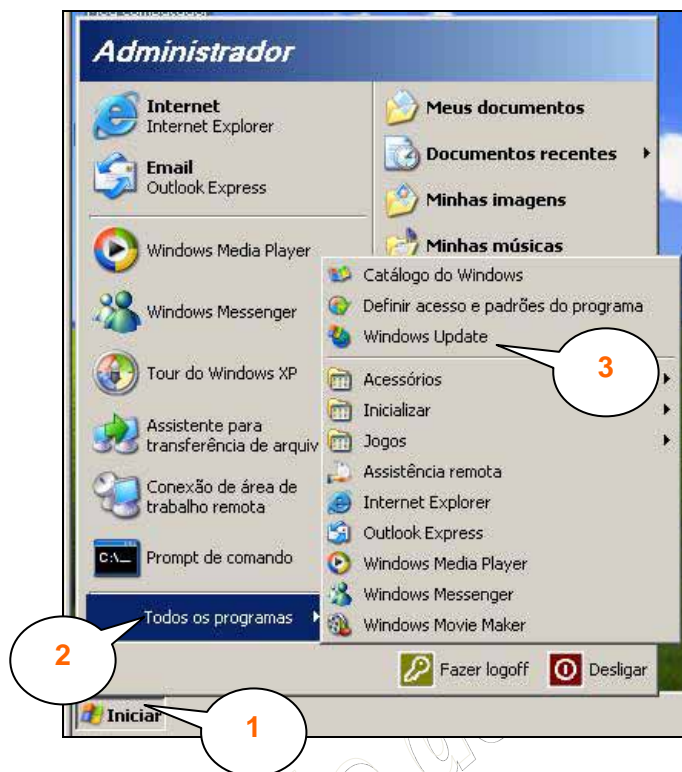 Administrador
Internet
Internet Explorer
Email
Outlook Express
Windows Media Player
Windows Messenger
Tour do Windows XP
Assistente para
transferência de arquiv
Conexão de área de
trabalho remota
C:\_
Prompt de comando
Todos os programas
Meus documentos
Documentos recentes
Minhas imagens
Minhas músicas
Catálogo do Windows
Definir acesso e padrões do programa
Windows Update
Acessórios
Inicializar
Jogos
Assistência remota
Internet Explorer
Outlook Express
Windows Media Player
Windows Messenger
Windows Movie Maker
3
2
Fazer logoff
Desligar
Iniciar
1